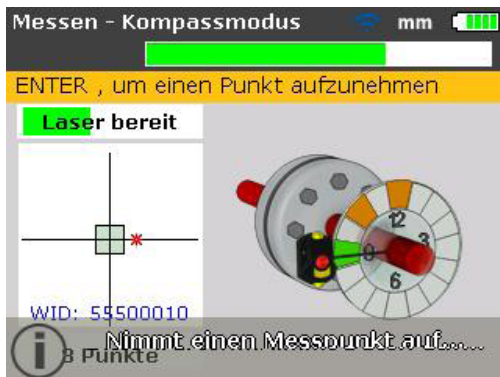 Messen - Kompassmodus mm
ENTER , um einen Punkt aufzunehmen
Laser bereit
12
3
9
6
WID: 55500010
Nimmt einen Messpunkt auf.....
3 Punkte